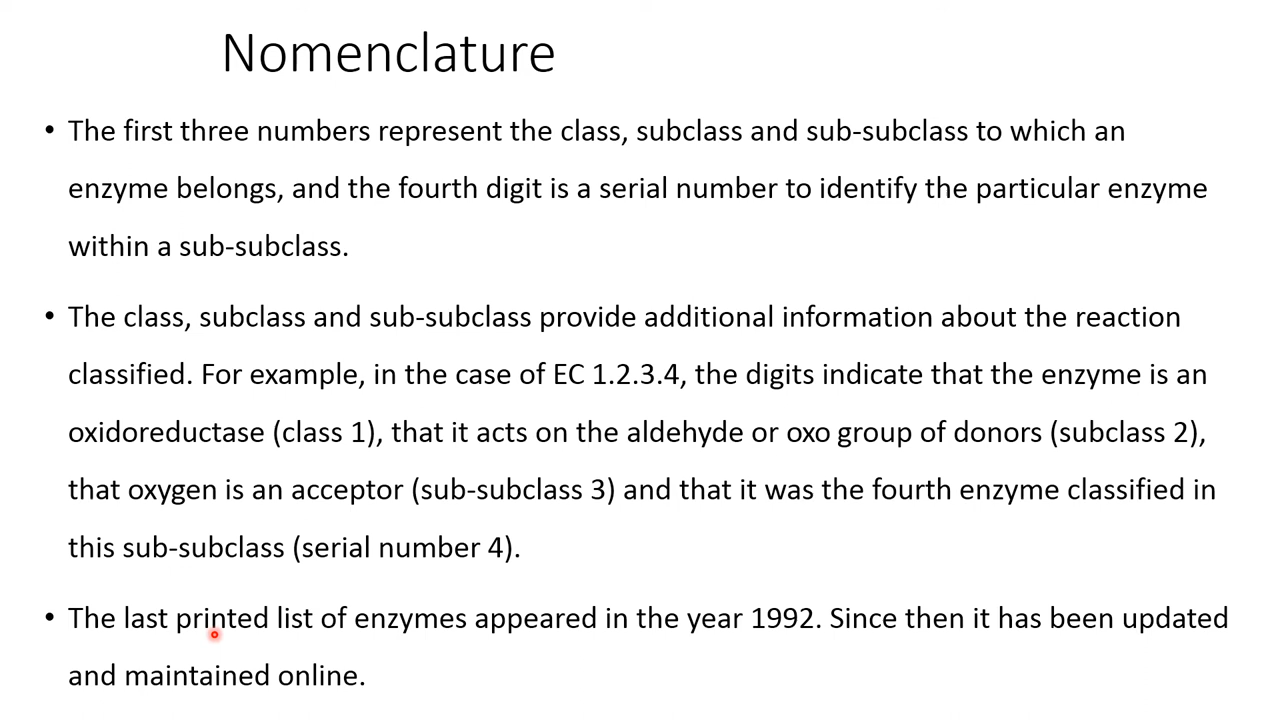 Nomenclature
• The first three numbers represent the class, subclass and sub-subclass to which an
enzyme belongs, and the fourth digit is a serial number to identify the particular enzyme
within a sub-subclass.
• The class, subclass and sub-subclass provide additional information about the reaction
classified. For example, in the case of EC 1.2.3.4, the digits indicate that the enzyme is an
oxidoreductase (class 1), that it acts on the aldehyde or oxo group of donors (subclass 2),
that oxygen is an acceptor (sub-subclass 3) and that it was the fourth enzyme classified in
this sub-subclass (serial number 4).
• The last printed list of enzymes appeared in the year 1992. Since then it has been updated
and maintained online.